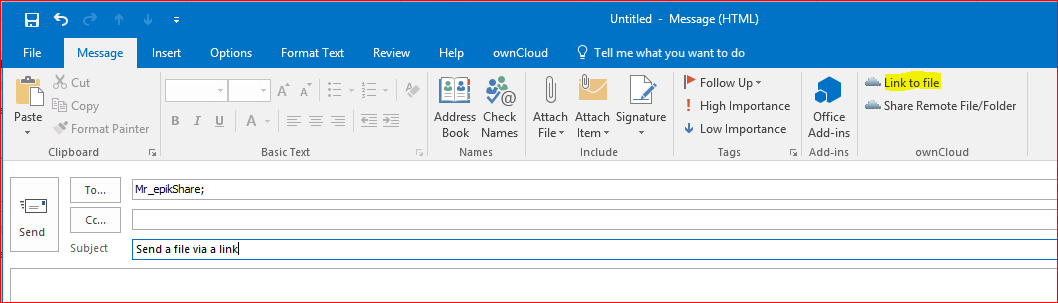 Untitled - Message (HTML)
File Message Insert Options Format Text Review Help ownCloud Tell me what you want to do
Paste
Cut
Copy
Format Painter
Clipboard
B I U A A A
Basic Text
Address Book
Check Names
Names
Attach File
Attach Item
Signature
Include
Follow Up
High Importance
Low Importance
Tags
Office Add-ins
Add-ins
Link to file
Share Remote File/Folder
ownCloud
Send
To... Mr_epikShare;
Cc...
Subject Send a file via a link